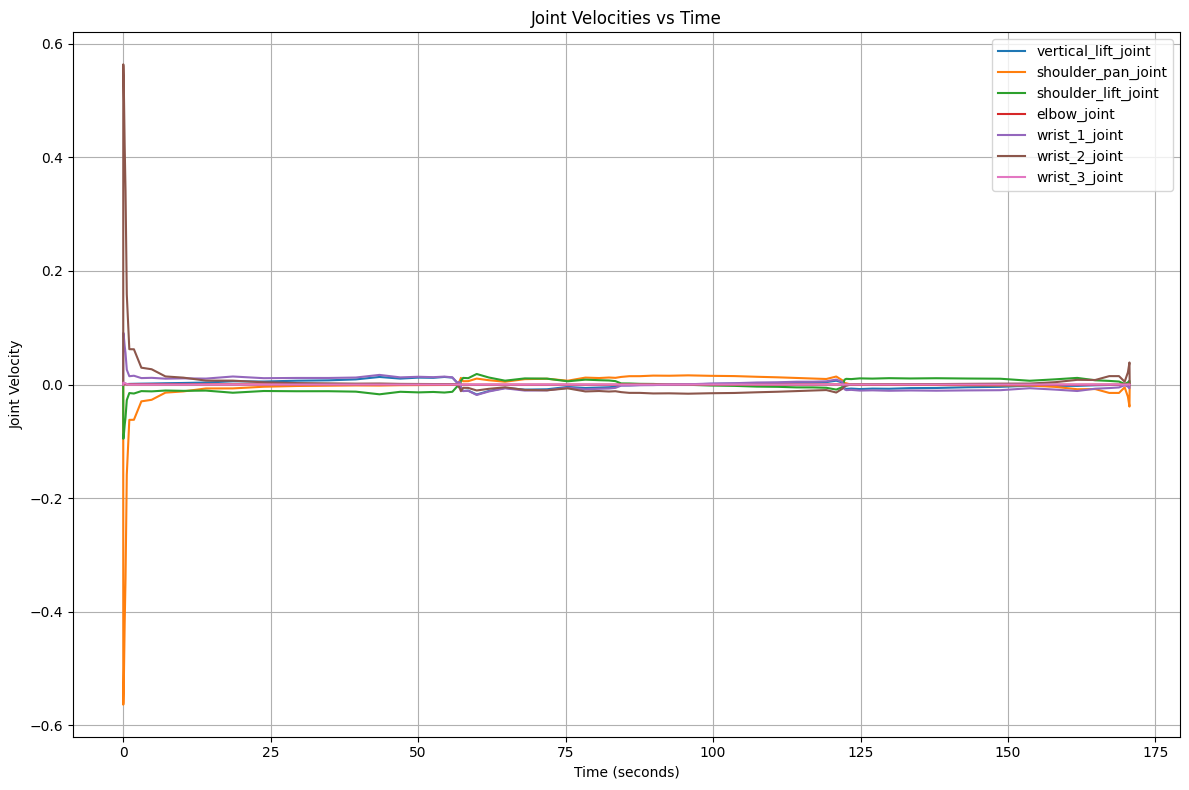 Joint Velocities vs Time
vertical_lift_joint
shoulder_pan_joint
shoulder_lift_joint
elbow_joint
wrist_1_joint
wrist_2_joint
wrist_3_joint
Joint Velocity
0.6
0.4
0.2
0.0
−0.2
−0.4
−0.6
0 25 50 75 100 125 150 175
Time (seconds)